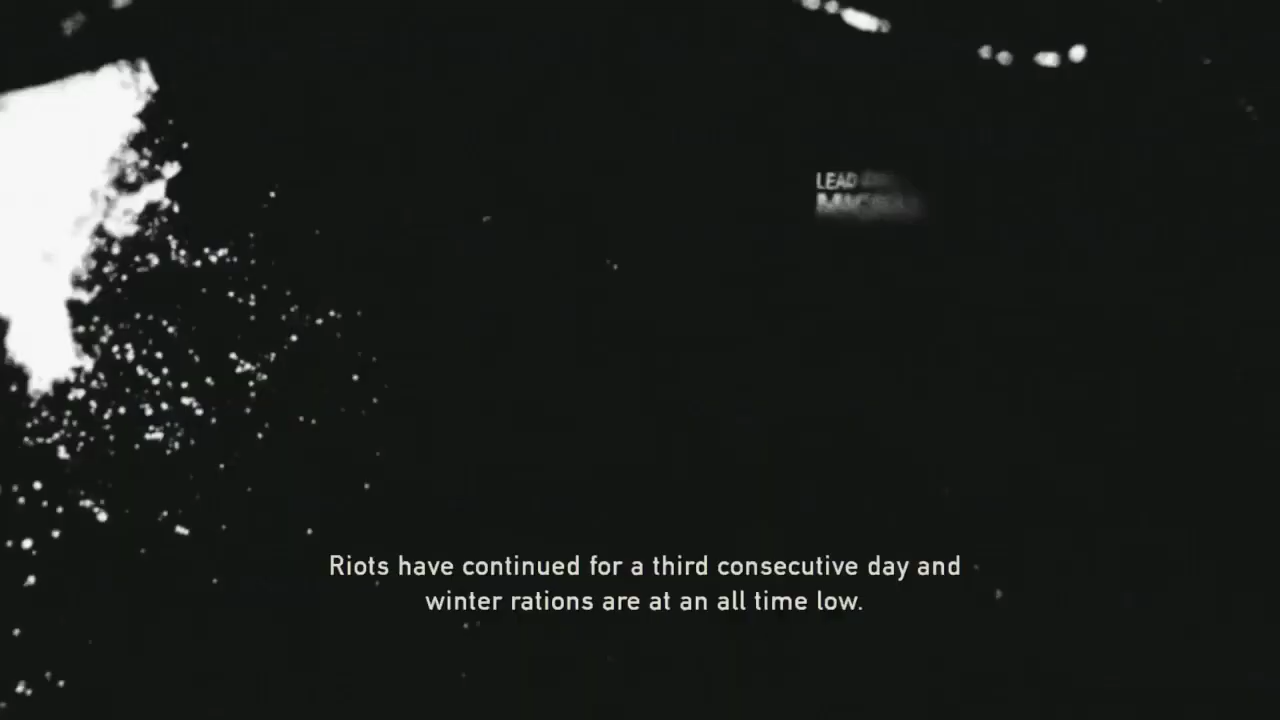 LEAD
Riots have continued for a third consecutive day and
winter rations are at an all time low.